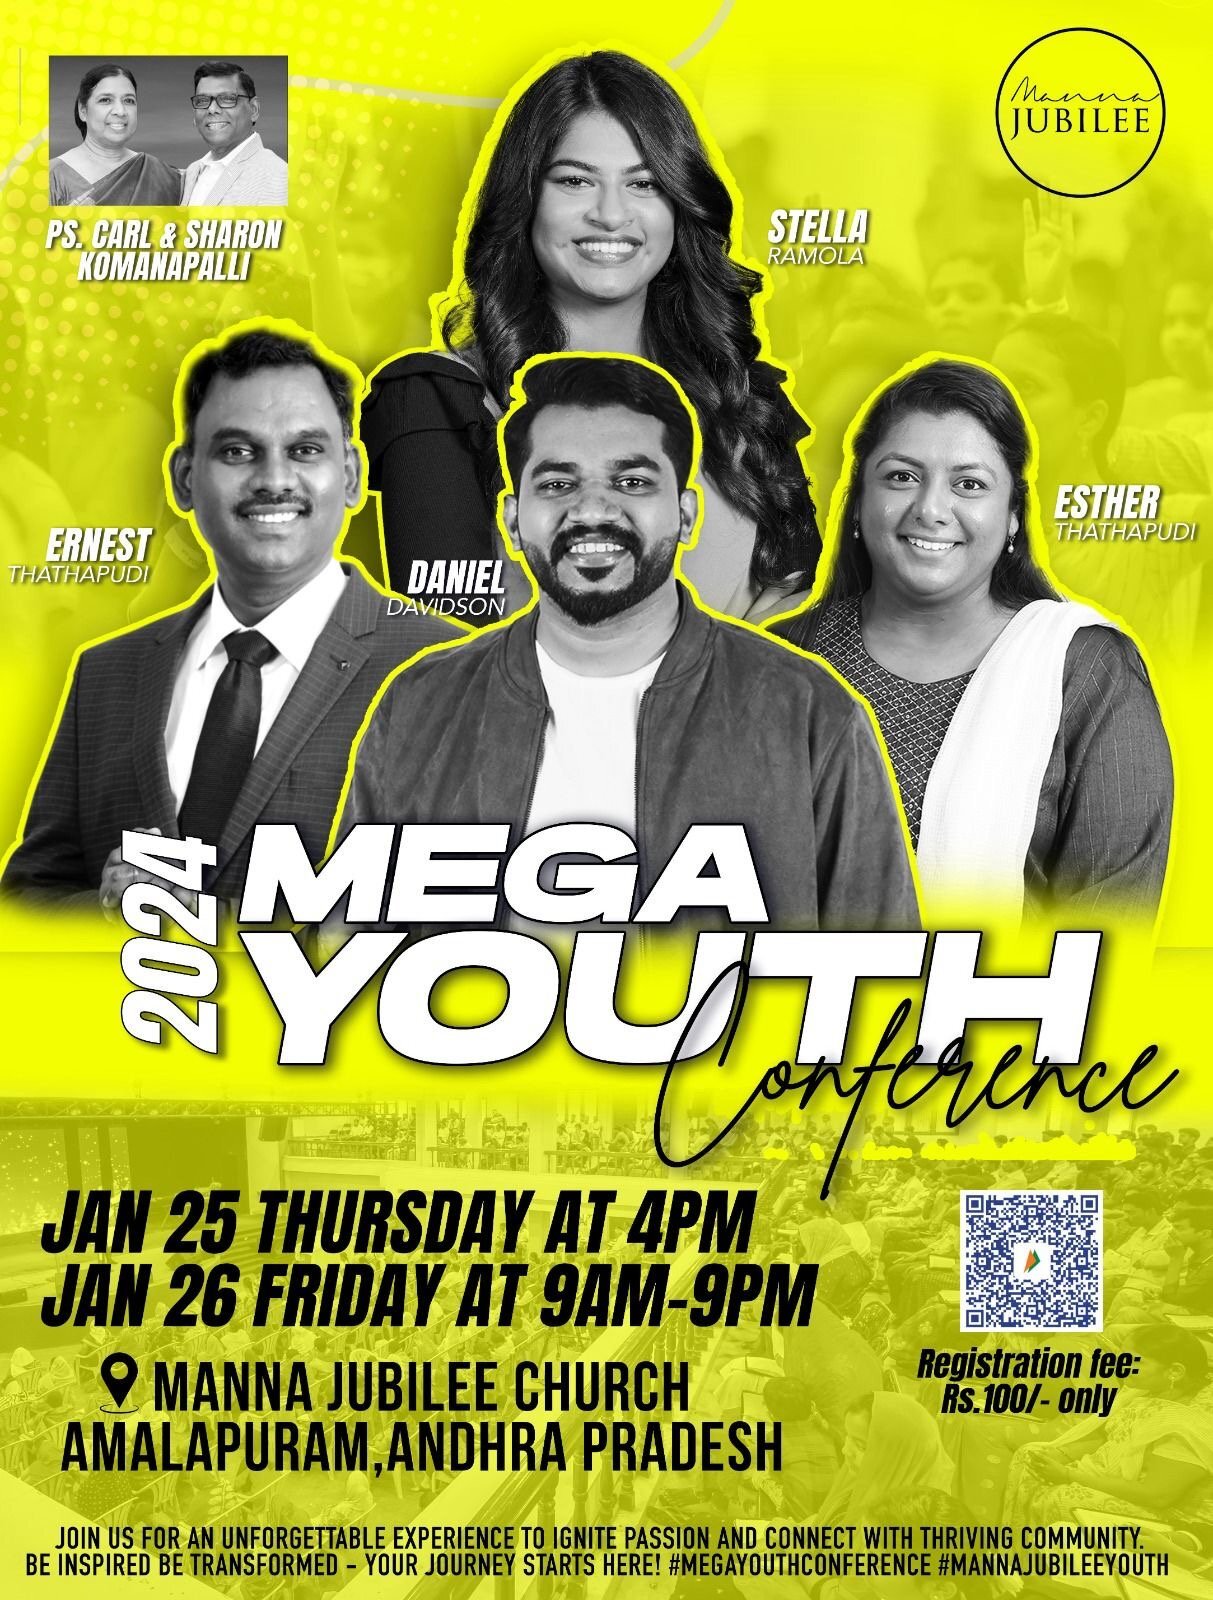 Manna
JUBILEE
PS. CARL & SHARON
KOMANAPALLI
STELLA
RAMOLA
ERNEST
THATHAPUDI
DANIEL
DAVIDSON
ESTHER
THATHAPUDI
2024
MEGA
YOUTH
Conference
JAN 25 THURSDAY AT 4PM
JAN 26 FRIDAY AT 9AM-9PM
MANNA JUBILEE CHURCH
AMALAPURAM,ANDHRA PRADESH
Registration fee:
Rs.100/- only
JOIN US FOR AN UNFORGETTABLE EXPERIENCE TO IGNITE PASSION AND CONNECT WITH THRIVING COMMUNITY.
BE INSPIRED BE TRANSFORMED - YOUR JOURNEY STARTS HERE! #MEGAYOUTHCONFERENCE #MANNAJUBILEEYOUTH